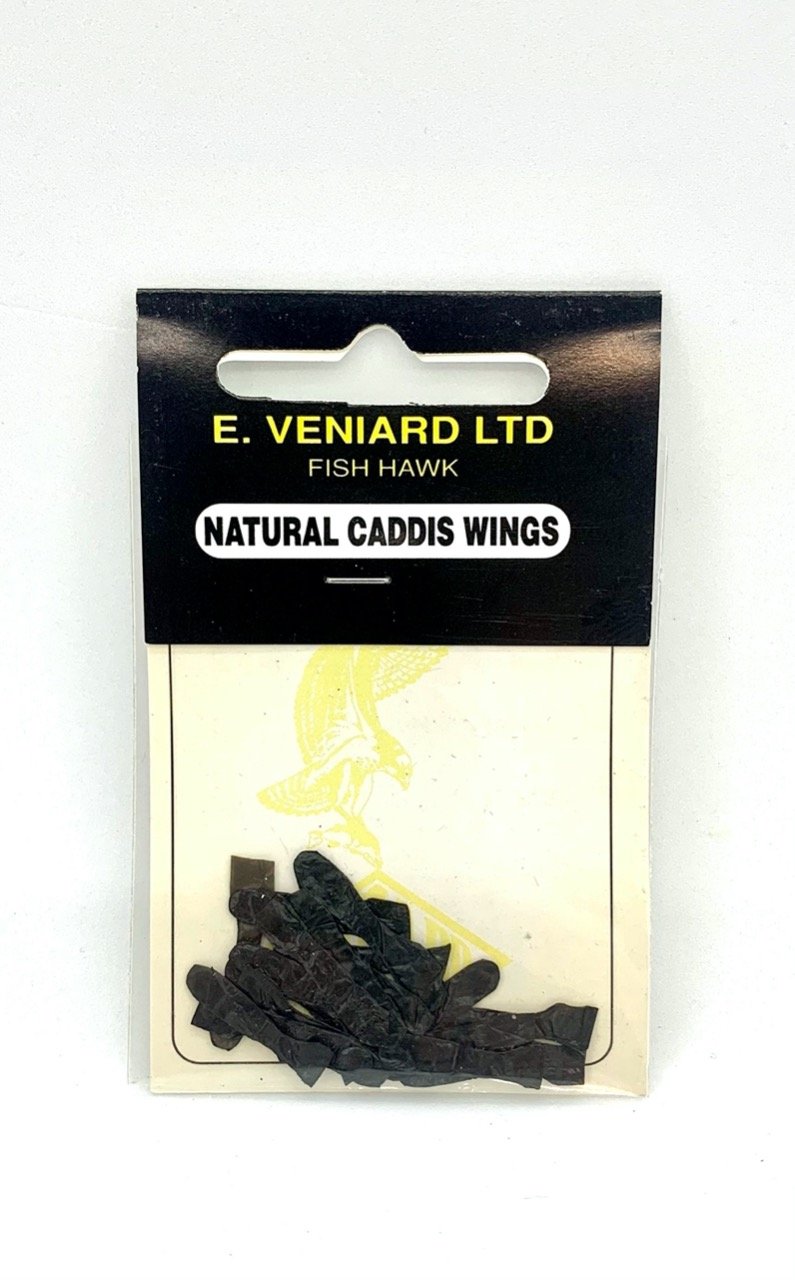 E. VENIARD LTD
FISH HAWK
NATURAL CADDIS WINGS